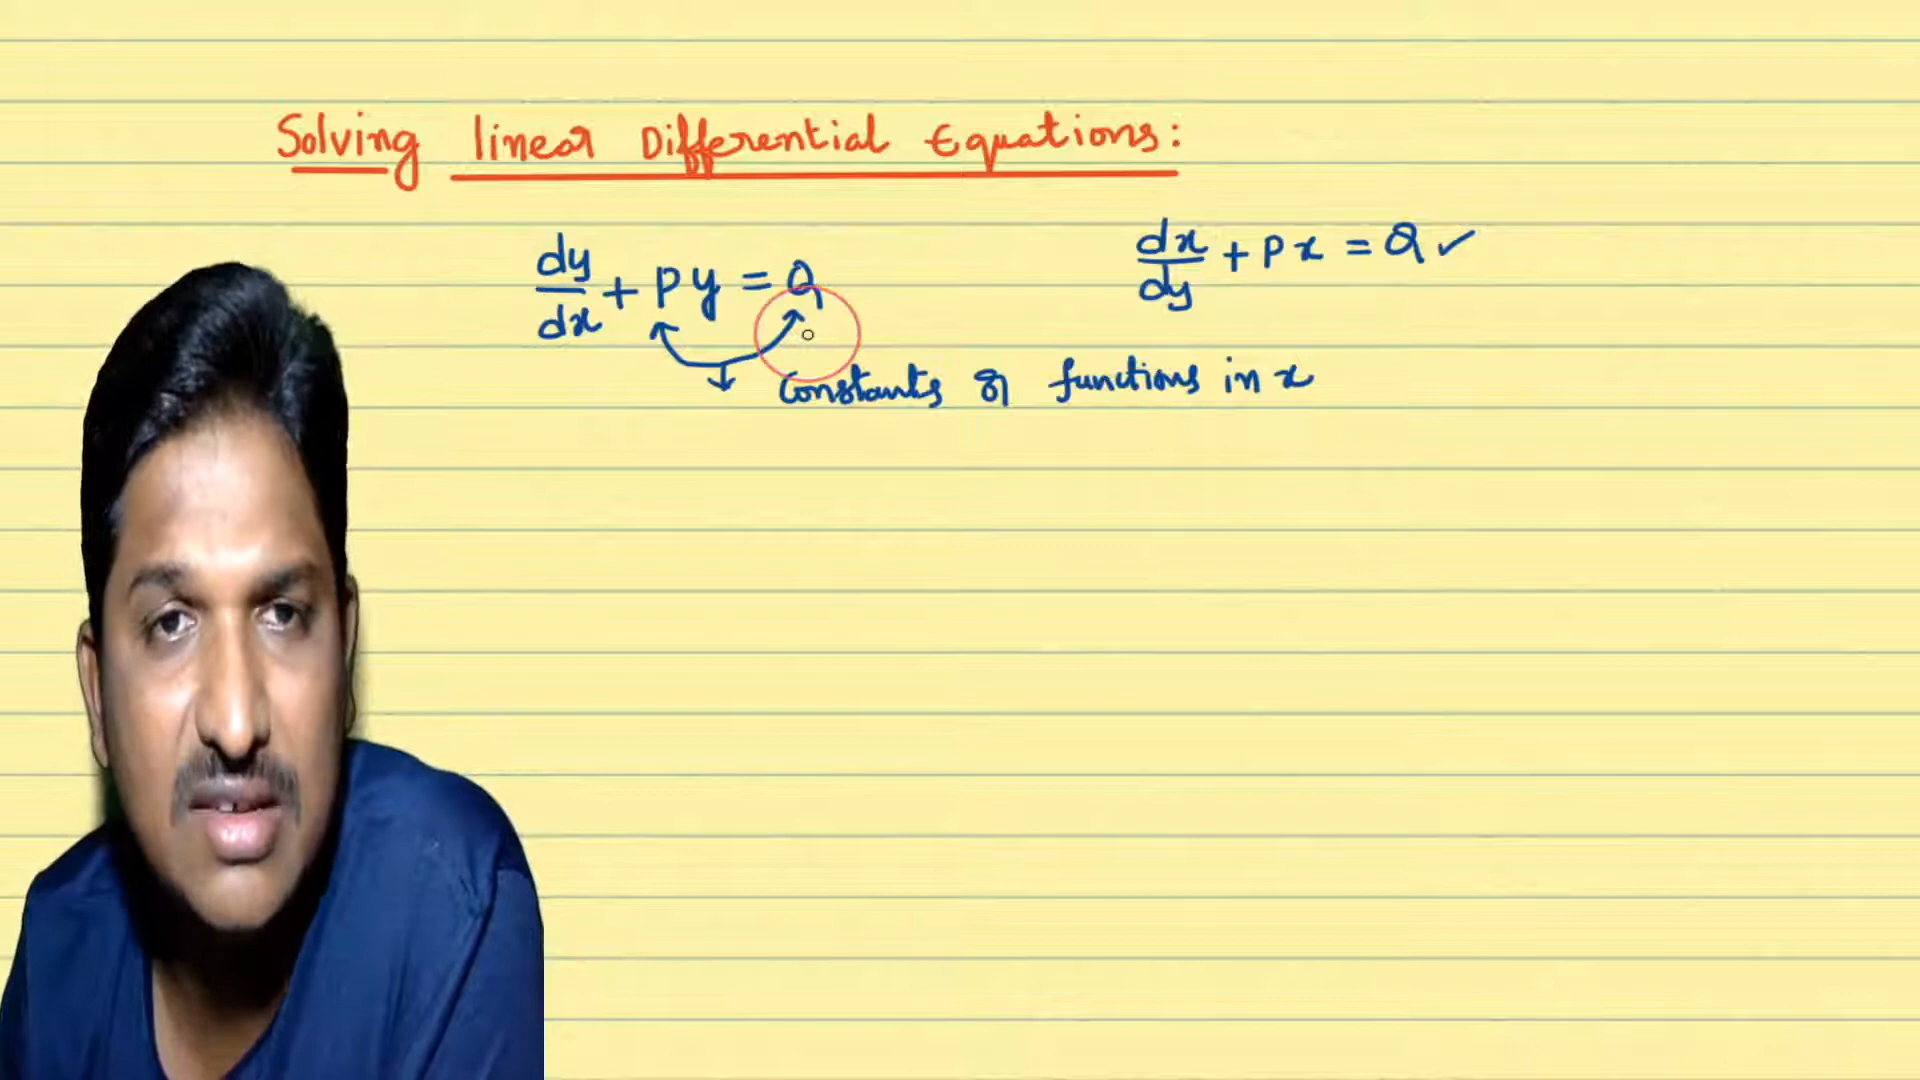 Solving linear Differential Equations:
dy/dx + py = Q
dx/dy + px = Q ✓
Constants or functions in x